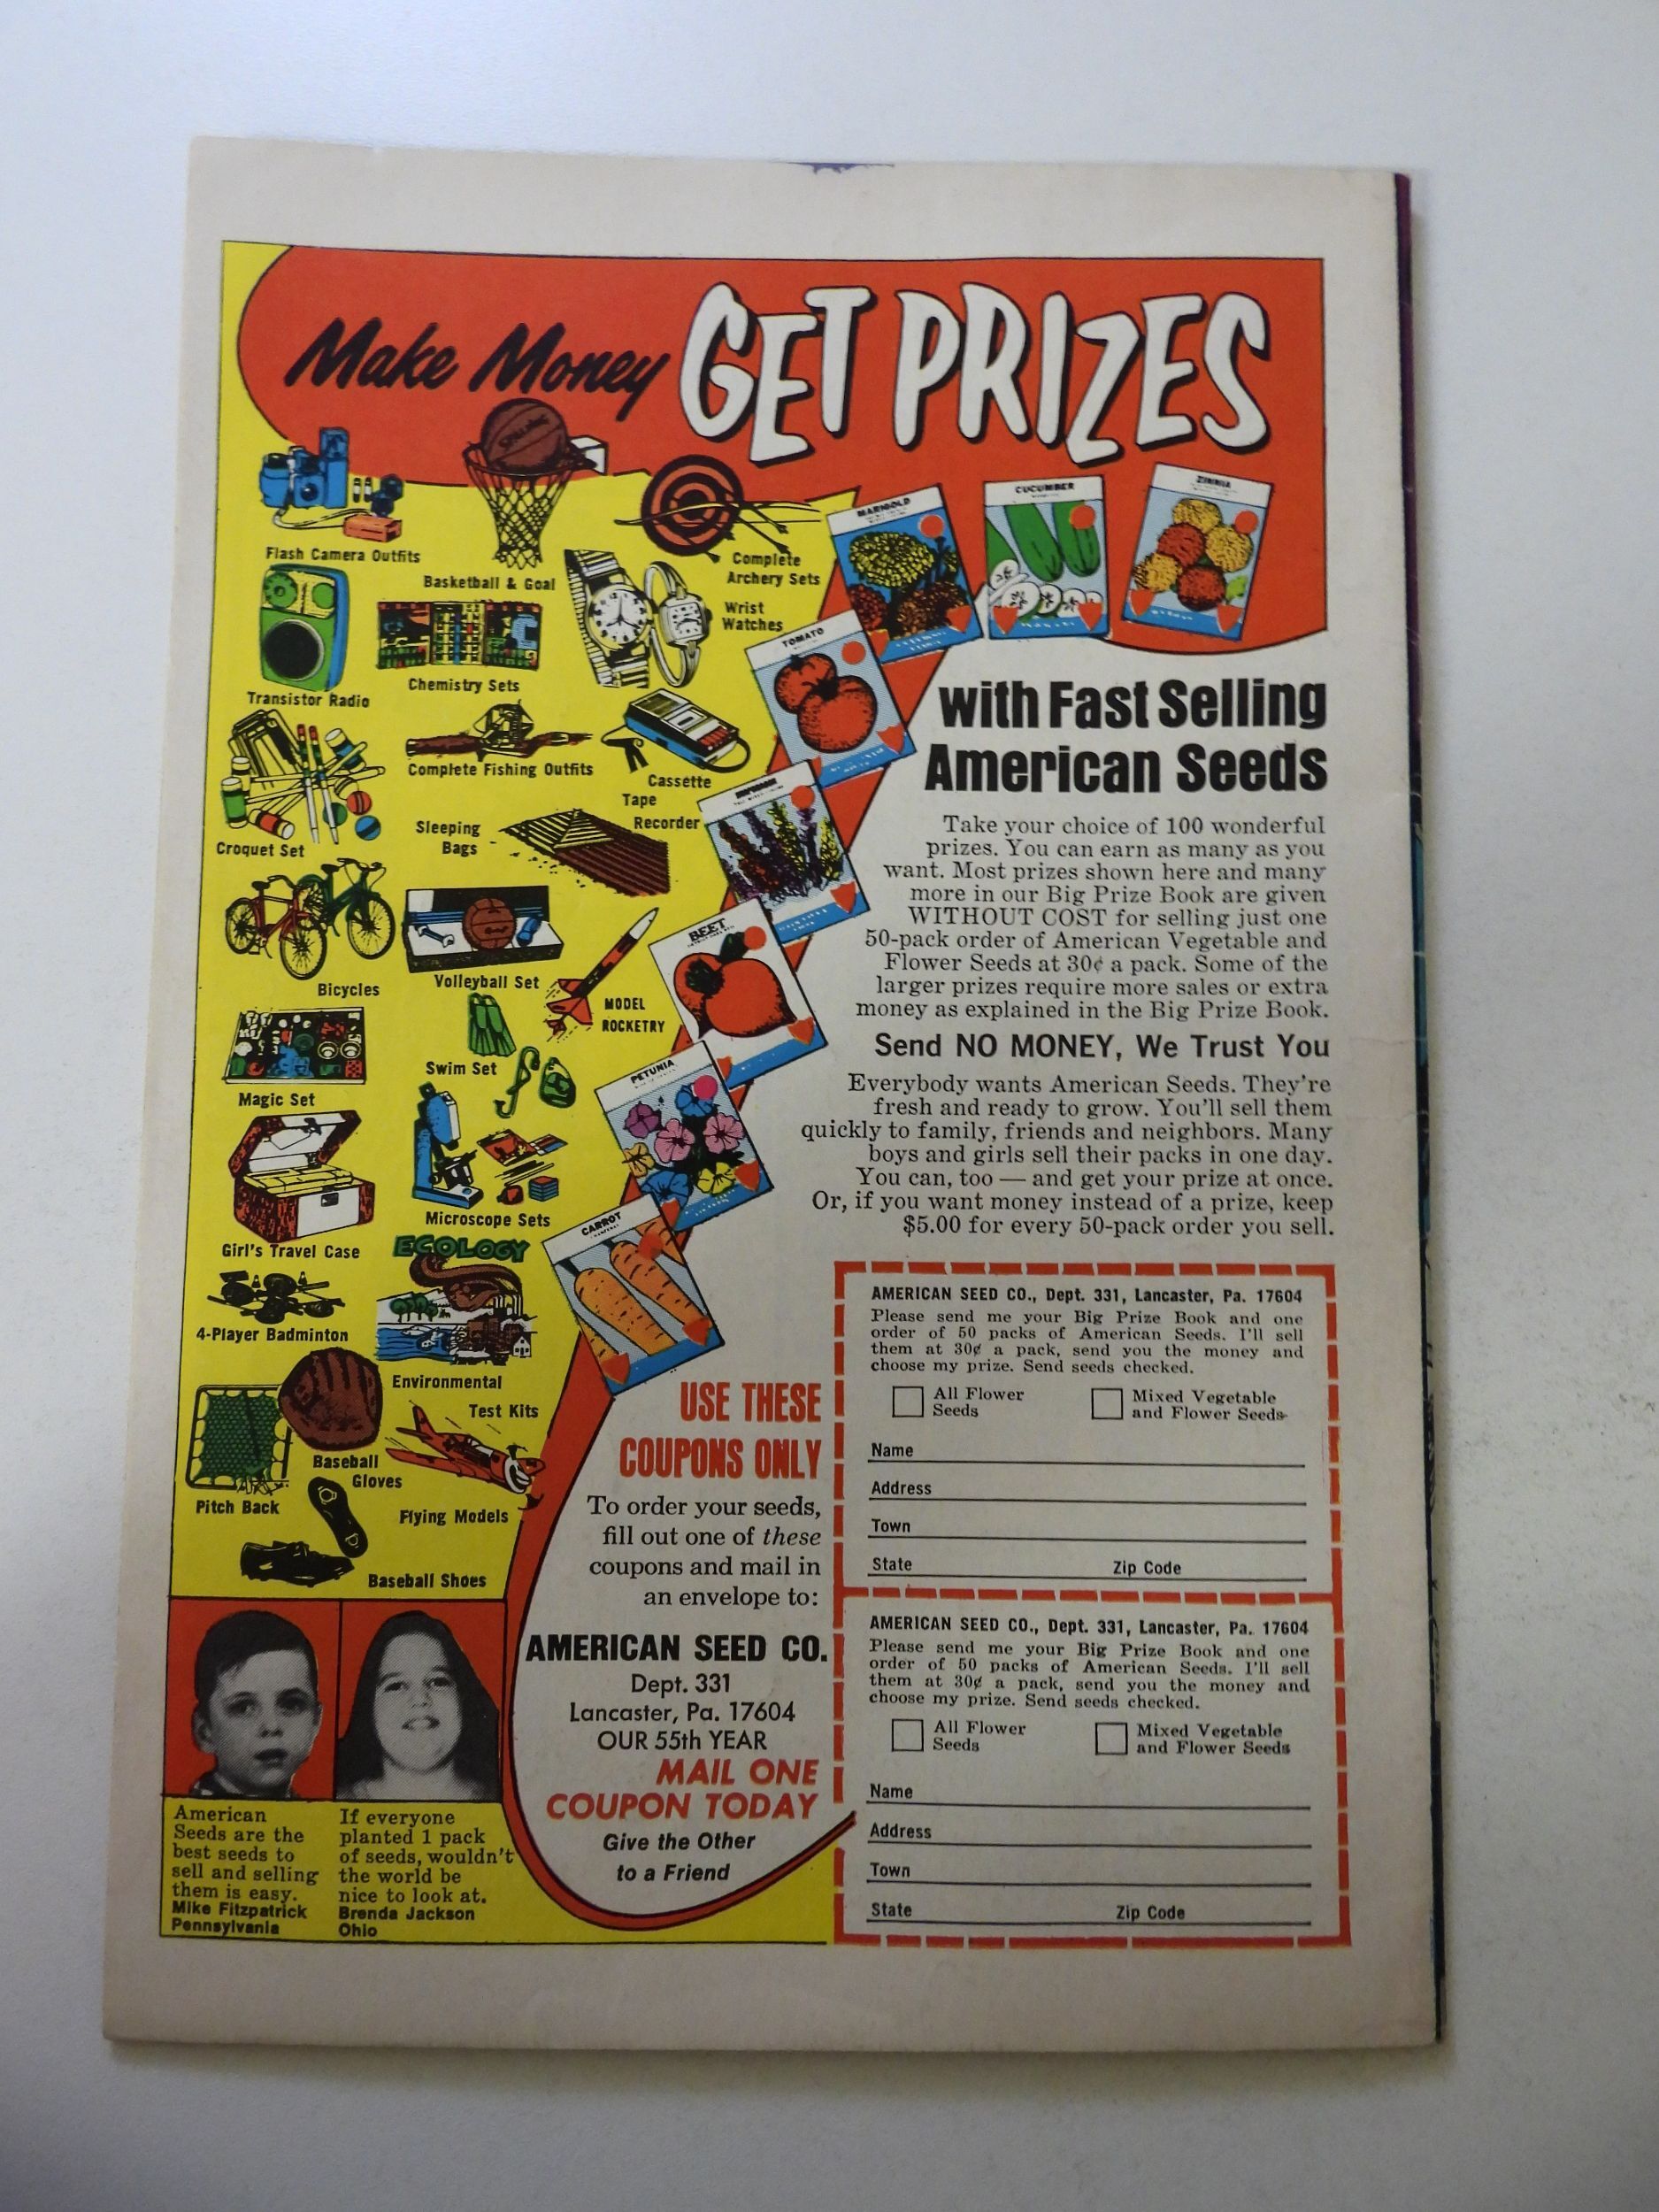 Make Money GET PRIZES
SPALDING
Flash Camera Outfits
Basketball & Goal
Complete
Archery Sets
Wrist
Watches
Transistor Radio
Chemistry Sets
Complete Fishing Outfits
Cassette
Tape
Recorder
Croquet Set
Sleeping
Bags
Bicycles
Volleyball Set
MODEL
ROCKETRY
Swim Set
Magic Set
Microscope Sets
Girl's Travel Case
ECOLOGY
4-Player Badminton
Environmental
Test Kits
Baseball
Gloves
Pitch Back
Flying Models
Baseball Shoes
MARIGOLD
CUCUMBER
ZINNIA
TOMATO
BEET
PETUNIA
CARROT
with Fast Selling
American Seeds
Take your choice of 100 wonderful
prizes. You can earn as many as you
want. Most prizes shown here and many
more in our Big Prize Book are given
WITHOUT COST for selling just one
50-pack order of American Vegetable and
Flower Seeds at 30¢ a pack. Some of the
larger prizes require more sales or extra
money as explained in the Big Prize Book.
Send NO MONEY, We Trust You
Everybody wants American Seeds. They're
fresh and ready to grow. You'll sell them
quickly to family, friends and neighbors. Many
boys and girls sell their packs in one day.
You can, too — and get your prize at once.
Or, if you want money instead of a prize, keep
$5.00 for every 50-pack order you sell.
USE THESE
COUPONS ONLY
To order your seeds,
fill out one of these
coupons and mail in
an envelope to:
AMERICAN SEED CO.
Dept. 331
Lancaster, Pa. 17604
OUR 55th YEAR
MAIL ONE
COUPON TODAY
Give the Other
to a Friend
AMERICAN SEED CO., Dept. 331, Lancaster, Pa. 17604
Please send me your Big Prize Book and one
order of 50 packs of American Seeds. I'll sell
them at 30¢ a pack, send you the money and
choose my prize. Send seeds checked.
All Flower
Seeds
Mixed Vegetable
and Flower Seeds
Name
Address
Town
State Zip Code
AMERICAN SEED CO., Dept. 331, Lancaster, Pa. 17604
Please send me your Big Prize Book and one
order of 50 packs of American Seeds. I'll sell
them at 30¢ a pack, send you the money and
choose my prize. Send seeds checked.
All Flower
Seeds
Mixed Vegetable
and Flower Seeds
Name
Address
Town
State Zip Code
American
Seeds are the
best seeds to
sell and selling
them is easy.
Mike Fitzpatrick
Pennsylvania
If everyone
planted 1 pack
of seeds, wouldn't
the world be
nice to look at.
Brenda Jackson
Ohio